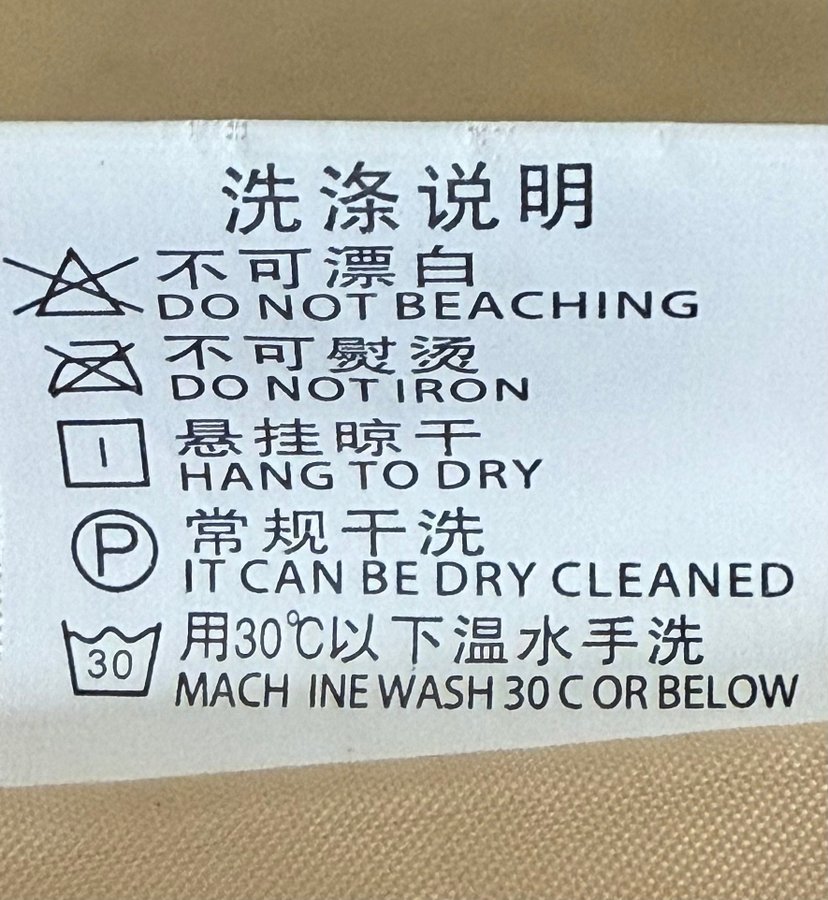 洗涤说明
不可漂白
DO NOT BEACHING
不可熨烫
DO NOT IRON
悬挂晾干
HANG TO DRY
P
常规干洗
IT CAN BE DRY CLEANED
30
用30℃以下温水手洗
MACH INE WASH 30 C OR BELOW